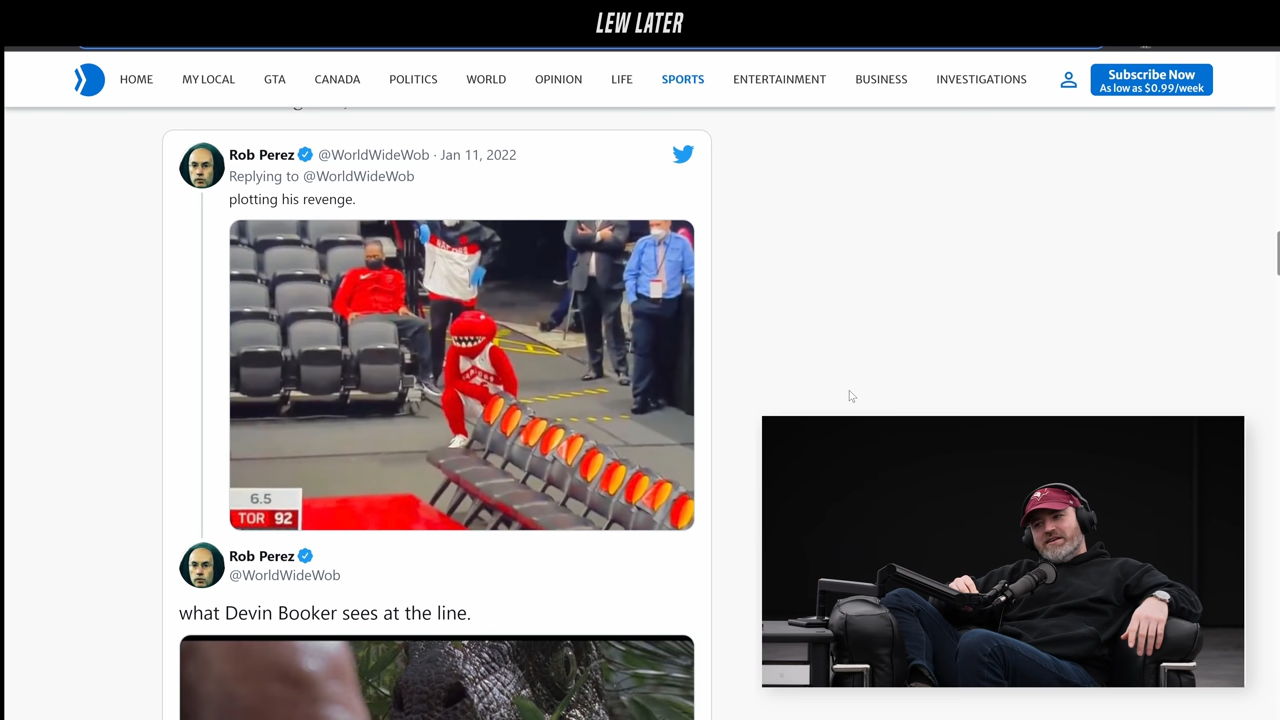 LEW LATER
HOME MY LOCAL GTA CANADA POLITICS WORLD OPINION LIFE SPORTS ENTERTAINMENT BUSINESS INVESTIGATIONS
Subscribe Now
As low as $0.99/week
Rob Perez @WorldWideWob · Jan 11, 2022
Replying to @WorldWideWob
plotting his revenge.
6.5
TOR 92
Rob Perez
@WorldWideWob
what Devin Booker sees at the line.